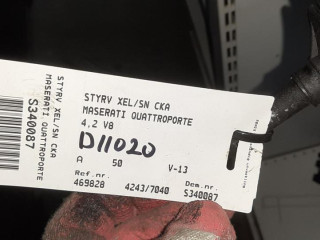 STYRV XEL/SN CKA
MASERATI QUATTROPORTE
4.2 V8
D11020
A 50 V-13
Ref.nr. Dem.nr.
469828 4243/7040 S340087
STYRV XEL/SN CKA
MASERATI QUATTROPORTE
S340087